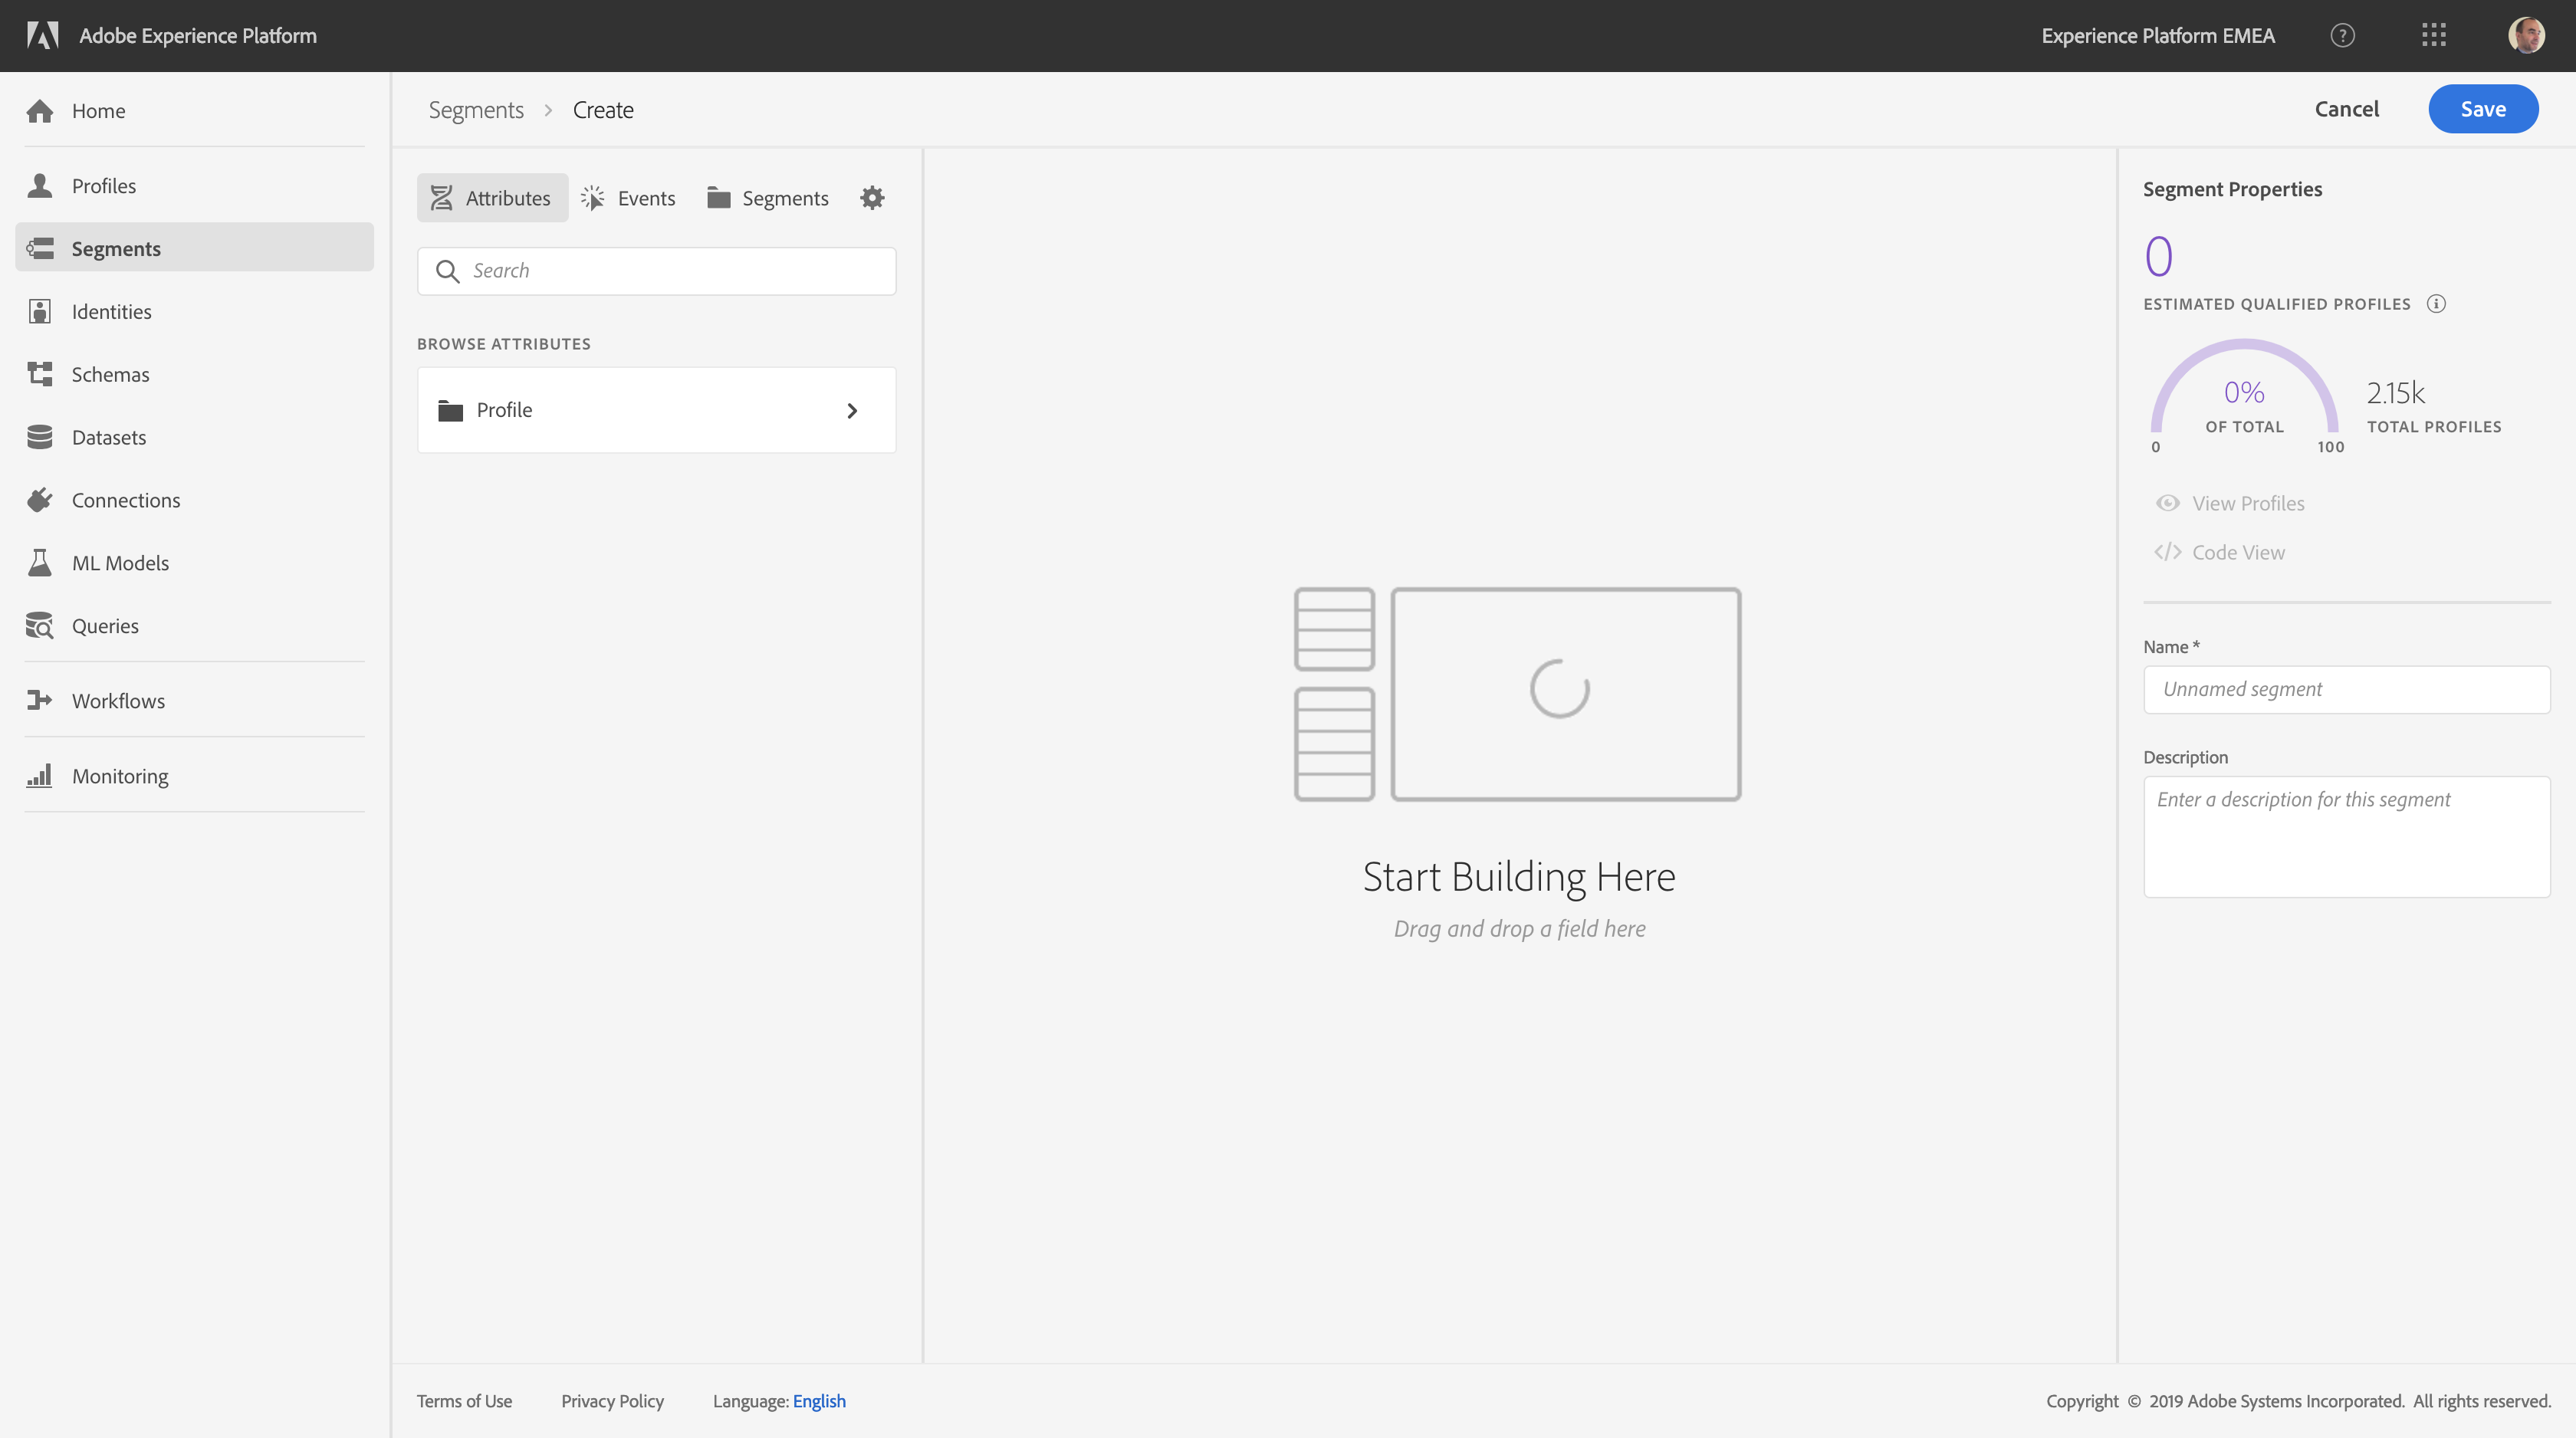 Adobe Experience Platform
Experience Platform EMEA
Home
Profiles
Segments
Identities
Schemas
Datasets
Connections
ML Models
Queries
Workflows
Monitoring
Segments > Create
Cancel
Save
Attributes
Events
Segments
Search
BROWSE ATTRIBUTES
Profile
Start Building Here
Drag and drop a field here
Segment Properties
0
ESTIMATED QUALIFIED PROFILES
0%
OF TOTAL
0
100
2.15k
TOTAL PROFILES
View Profiles
</> Code View
Name *
Unnamed segment
Description
Enter a description for this segment
Terms of Use
Privacy Policy
Language: English
Copyright © 2019 Adobe Systems Incorporated. All rights reserved.